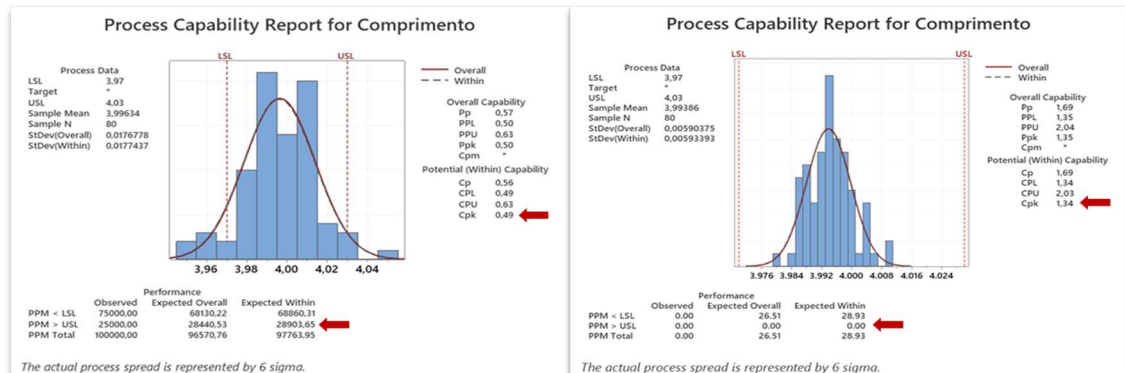 Process Capability Report for Comprimento
LSL USL
Process Data
LSL 3,97
Target *
USL 4,03
Sample Mean 3,99634
Sample N 80
StDev(Overall) 0,0176778
StDev(Within) 0,0177437
Overall
Within
Overall Capability
Pp 0,57
PPL 0,50
PPU 0,63
Ppk 0,50
Cpm *
Potential (Within) Capability
Cp 0,56
CPL 0,49
CPU 0,63
Cpk 0,49
3,96 3,98 4,00 4,02 4,04
Performance
Observed Expected Overall Expected Within
PPM < LSL 75000,00 68130,22 68860,31
PPM > USL 25000,00 28440,53 28903,65
PPM Total 100000,00 96570,76 97763,95
The actual process spread is represented by 6 sigma.
Process Capability Report for Comprimento
LSL USL
Process Data
LSL 3,97
Target *
USL 4,03
Sample Mean 3,99386
Sample N 80
StDev(Overall) 0,00590375
StDev(Within) 0,00593393
Overall
Within
Overall Capability
Pp 1,69
PPL 1,35
PPU 2,04
Ppk 1,35
Cpm *
Potential (Within) Capability
Cp 1,69
CPL 1,34
CPU 2,03
Cpk 1,34
3.976 3.984 3.992 4.000 4.008 4.016 4.024
Performance
Observed Expected Overall Expected Within
PPM < LSL 0.00 26.51 28.93
PPM > USL 0.00 0.00 0.00
PPM Total 0.00 26.51 28.93
The actual process spread is represented by 6 sigma.